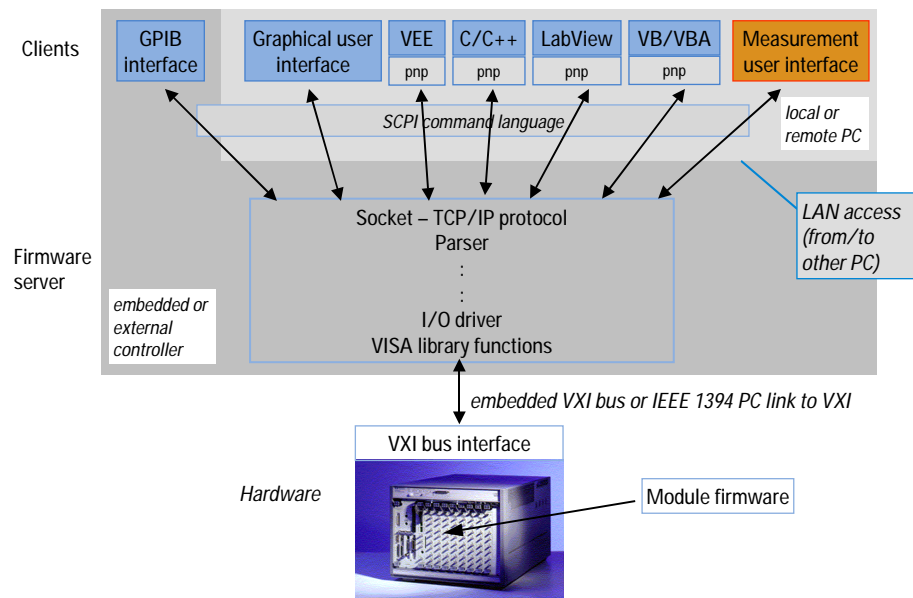 Clients
GPIB
interface
Graphical user
interface
VEE
pnp
C/C++
pnp
LabView
pnp
VB/VBA
pnp
Measurement
user interface
SCPI command language
local or
remote PC
LAN access
(from/to
other PC)
Firmware
server
Socket – TCP/IP protocol
Parser
:
:
I/O driver
VISA library functions
embedded or
external
controller
embedded VXI bus or IEEE 1394 PC link to VXI
VXI bus interface
Hardware
Module firmware